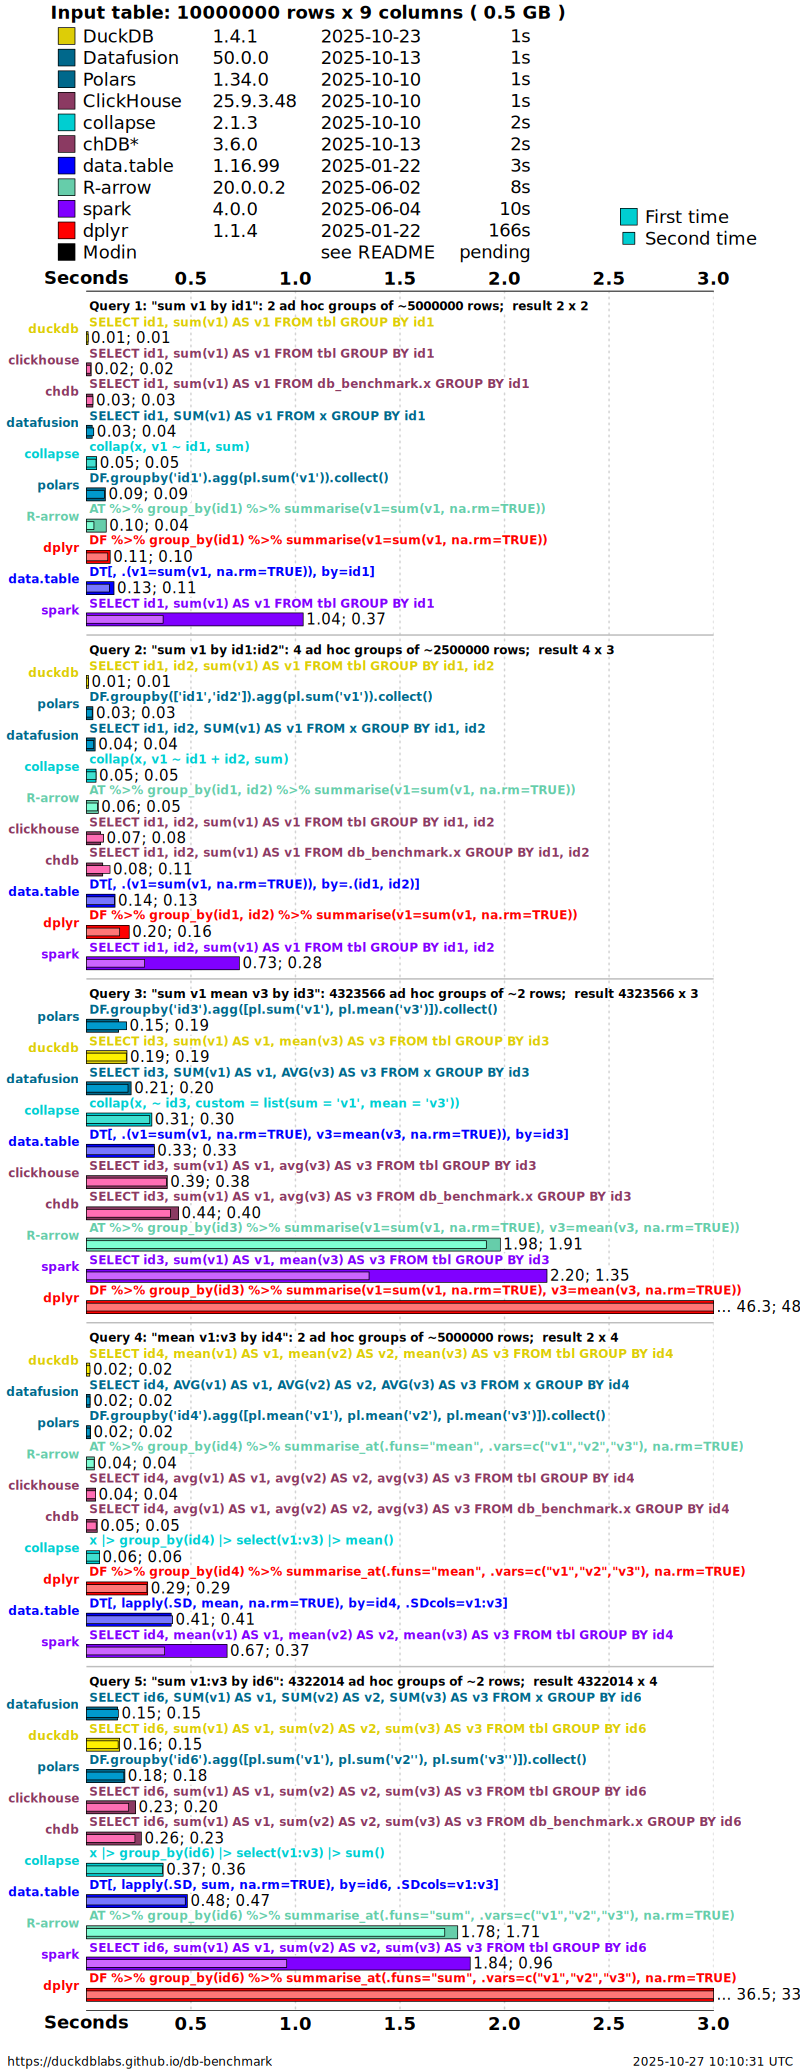 Input table: 10000000 rows x 9 columns ( 0.5 GB )
DuckDB 1.4.1 2025-10-23 1s
Datafusion 50.0.0 2025-10-13 1s
Polars 1.34.0 2025-10-10 1s
ClickHouse 25.9.3.48 2025-10-10 1s
collapse 2.1.3 2025-10-10 2s
chDB* 3.6.0 2025-10-13 2s
data.table 1.16.99 2025-01-22 3s
R-arrow 20.0.0.2 2025-06-02 8s
spark 4.0.0 2025-06-04 10s
dplyr 1.1.4 2025-01-22 166s
Modin see README pending
First time
Second time
Seconds 0.5 1.0 1.5 2.0 2.5 3.0
Query 1: "sum v1 by id1": 2 ad hoc groups of ~5000000 rows;  result 2 x 2
SELECT id1, sum(v1) AS v1 FROM tbl GROUP BY id1
duckdb 0.01; 0.01
SELECT id1, sum(v1) AS v1 FROM tbl GROUP BY id1
clickhouse 0.02; 0.02
SELECT id1, sum(v1) AS v1 FROM db_benchmark.x GROUP BY id1
chdb 0.03; 0.03
SELECT id1, SUM(v1) AS v1 FROM x GROUP BY id1
datafusion 0.03; 0.04
collap(x, v1 ~ id1, sum)
collapse 0.05; 0.05
DF.groupby('id1').agg(pl.sum('v1')).collect()
polars 0.09; 0.09
AT %>% group_by(id1) %>% summarise(v1=sum(v1, na.rm=TRUE))
R-arrow 0.10; 0.04
DF %>% group_by(id1) %>% summarise(v1=sum(v1, na.rm=TRUE))
dplyr 0.11; 0.10
DT[, .(v1=sum(v1, na.rm=TRUE)), by=id1]
data.table 0.13; 0.11
SELECT id1, sum(v1) AS v1 FROM tbl GROUP BY id1
spark 1.04; 0.37
Query 2: "sum v1 by id1:id2": 4 ad hoc groups of ~2500000 rows;  result 4 x 3
SELECT id1, id2, sum(v1) AS v1 FROM tbl GROUP BY id1, id2
duckdb 0.01; 0.01
DF.groupby(['id1','id2']).agg(pl.sum('v1')).collect()
polars 0.03; 0.03
SELECT id1, id2, SUM(v1) AS v1 FROM x GROUP BY id1, id2
datafusion 0.04; 0.04
collap(x, v1 ~ id1 + id2, sum)
collapse 0.05; 0.05
AT %>% group_by(id1, id2) %>% summarise(v1=sum(v1, na.rm=TRUE))
R-arrow 0.06; 0.05
SELECT id1, id2, sum(v1) AS v1 FROM tbl GROUP BY id1, id2
clickhouse 0.07; 0.08
SELECT id1, id2, sum(v1) AS v1 FROM db_benchmark.x GROUP BY id1, id2
chdb 0.08; 0.11
DT[, .(v1=sum(v1, na.rm=TRUE)), by=.(id1, id2)]
data.table 0.14; 0.13
DF %>% group_by(id1, id2) %>% summarise(v1=sum(v1, na.rm=TRUE))
dplyr 0.20; 0.16
SELECT id1, id2, sum(v1) AS v1 FROM tbl GROUP BY id1, id2
spark 0.73; 0.28
Query 3: "sum v1 mean v3 by id3": 4323566 ad hoc groups of ~2 rows;  result 4323566 x 3
DF.groupby('id3').agg([pl.sum('v1'), pl.mean('v3')]).collect()
polars 0.15; 0.19
SELECT id3, sum(v1) AS v1, mean(v3) AS v3 FROM tbl GROUP BY id3
duckdb 0.19; 0.19
SELECT id3, SUM(v1) AS v1, AVG(v3) AS v3 FROM x GROUP BY id3
datafusion 0.21; 0.20
collap(x, ~ id3, custom = list(sum = 'v1', mean = 'v3'))
collapse 0.31; 0.30
DT[, .(v1=sum(v1, na.rm=TRUE), v3=mean(v3, na.rm=TRUE)), by=id3]
data.table 0.33; 0.33
SELECT id3, sum(v1) AS v1, avg(v3) AS v3 FROM tbl GROUP BY id3
clickhouse 0.39; 0.38
SELECT id3, sum(v1) AS v1, avg(v3) AS v3 FROM db_benchmark.x GROUP BY id3
chdb 0.44; 0.40
AT %>% group_by(id3) %>% summarise(v1=sum(v1, na.rm=TRUE), v3=mean(v3, na.rm=TRUE))
R-arrow 1.98; 1.91
SELECT id3, sum(v1) AS v1, mean(v3) AS v3 FROM tbl GROUP BY id3
spark 2.20; 1.35
DF %>% group_by(id3) %>% summarise(v1=sum(v1, na.rm=TRUE), v3=mean(v3, na.rm=TRUE))
dplyr ... 46.3; 48
Query 4: "mean v1:v3 by id4": 2 ad hoc groups of ~5000000 rows;  result 2 x 4
SELECT id4, mean(v1) AS v1, mean(v2) AS v2, mean(v3) AS v3 FROM tbl GROUP BY id4
duckdb 0.02; 0.02
SELECT id4, AVG(v1) AS v1, AVG(v2) AS v2, AVG(v3) AS v3 FROM x GROUP BY id4
datafusion 0.02; 0.02
DF.groupby('id4').agg([pl.mean('v1'), pl.mean('v2'), pl.mean('v3')]).collect()
polars 0.02; 0.02
AT %>% group_by(id4) %>% summarise_at(.funs="mean", .vars=c("v1","v2","v3"), na.rm=TRUE)
R-arrow 0.04; 0.04
SELECT id4, avg(v1) AS v1, avg(v2) AS v2, avg(v3) AS v3 FROM tbl GROUP BY id4
clickhouse 0.04; 0.04
SELECT id4, avg(v1) AS v1, avg(v2) AS v2, avg(v3) AS v3 FROM db_benchmark.x GROUP BY id4
chdb 0.05; 0.05
x |> group_by(id4) |> select(v1:v3) |> mean()
collapse 0.06; 0.06
DF %>% group_by(id4) %>% summarise_at(.funs="mean", .vars=c("v1","v2","v3"), na.rm=TRUE)
dplyr 0.29; 0.29
DT[, lapply(.SD, mean, na.rm=TRUE), by=id4, .SDcols=v1:v3]
data.table 0.41; 0.41
SELECT id4, mean(v1) AS v1, mean(v2) AS v2, mean(v3) AS v3 FROM tbl GROUP BY id4
spark 0.67; 0.37
Query 5: "sum v1:v3 by id6": 4322014 ad hoc groups of ~2 rows;  result 4322014 x 4
SELECT id6, SUM(v1) AS v1, SUM(v2) AS v2, SUM(v3) AS v3 FROM x GROUP BY id6
datafusion 0.15; 0.15
SELECT id6, sum(v1) AS v1, sum(v2) AS v2, sum(v3) AS v3 FROM tbl GROUP BY id6
duckdb 0.16; 0.15
DF.groupby('id6').agg([pl.sum('v1'), pl.sum('v2''), pl.sum('v3'')]).collect()
polars 0.18; 0.18
SELECT id6, sum(v1) AS v1, sum(v2) AS v2, sum(v3) AS v3 FROM tbl GROUP BY id6
clickhouse 0.23; 0.20
SELECT id6, sum(v1) AS v1, sum(v2) AS v2, sum(v3) AS v3 FROM db_benchmark.x GROUP BY id6
chdb 0.26; 0.23
x |> group_by(id6) |> select(v1:v3) |> sum()
collapse 0.37; 0.36
DT[, lapply(.SD, sum, na.rm=TRUE), by=id6, .SDcols=v1:v3]
data.table 0.48; 0.47
AT %>% group_by(id6) %>% summarise_at(.funs="sum", .vars=c("v1","v2","v3"), na.rm=TRUE)
R-arrow 1.78; 1.71
SELECT id6, sum(v1) AS v1, sum(v2) AS v2, sum(v3) AS v3 FROM tbl GROUP BY id6
spark 1.84; 0.96
DF %>% group_by(id6) %>% summarise_at(.funs="sum", .vars=c("v1","v2","v3"), na.rm=TRUE)
dplyr ... 36.5; 33
Seconds 0.5 1.0 1.5 2.0 2.5 3.0
https://duckdblabs.github.io/db-benchmark 2025-10-27 10:10:31 UTC